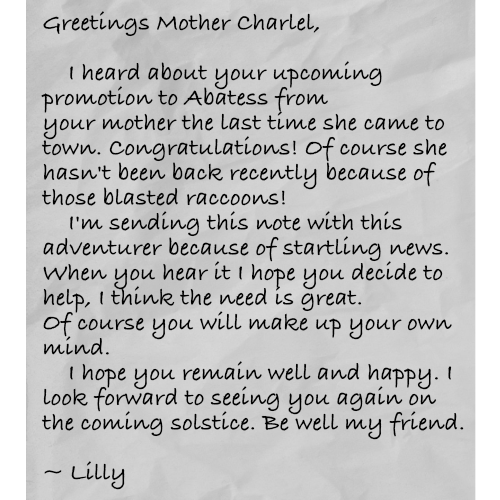 Greetings Mother Charlel,
I heard about your upcoming
promotion to Abatess from
your mother the last time she came to
town. Congratulations! Of course she
hasn't been back recently because of
those blasted raccoons!
I'm sending this note with this
adventurer because of startling news.
When you hear it I hope you decide to
help, I think the need is great.
Of course you will make up your own
mind.
I hope you remain well and happy. I
look forward to seeing you again on
the coming solstice. Be well my friend.
~ Lilly